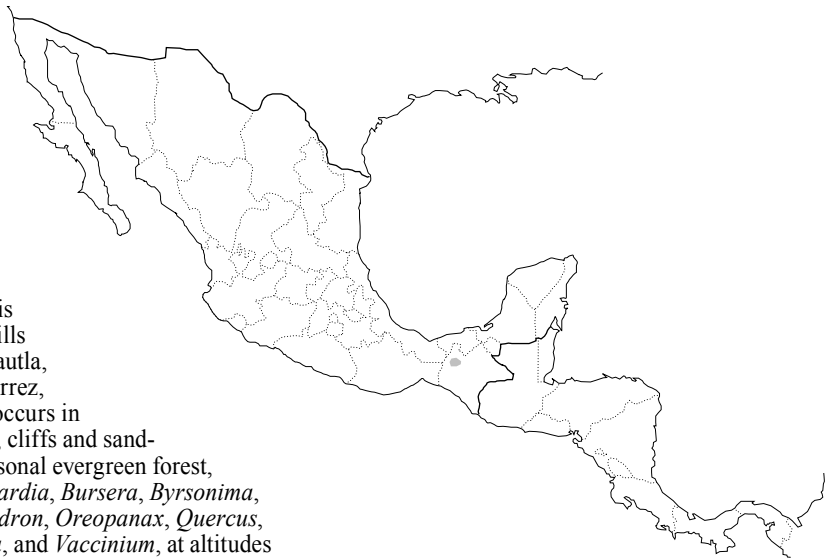 is
ills
autla,
rrez,
occurs in
, cliffs and sand-
sonal evergreen forest,
ardia, Bursera, Byrsonima,
dron, Oreopanax, Quercus,
, and Vaccinium, at altitudes